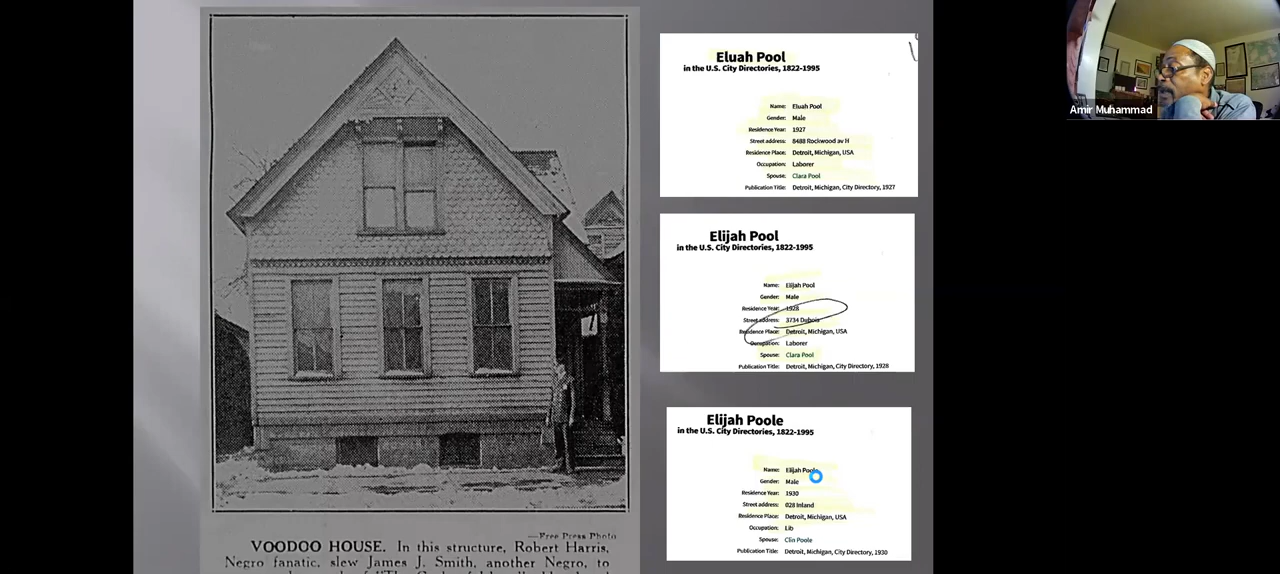 —Free Press Photo
VOODOO HOUSE. In this structure, Robert Harris,
Negro fanatic, slew James J. Smith, another Negro, to
Eluah Pool
in the U.S. City Directories, 1822-1995
Name: Eluah Pool
Gender: Male
Residence Year: 1927
Street address: 8488 Rockwood av H
Residence Place: Detroit, Michigan, USA
Occupation: Laborer
Spouse: Clara Pool
Publication Title: Detroit, Michigan, City Directory, 1927
Elijah Pool
in the U.S. City Directories, 1822-1995
Name: Elijah Pool
Gender: Male
Residence Year: 1928
Street address: 3734 Dubois
Residence Place: Detroit, Michigan, USA
Occupation: Laborer
Spouse: Clara Pool
Publication Title: Detroit, Michigan, City Directory, 1928
Elijah Poole
in the U.S. City Directories, 1822-1995
Name: Elijah Poole
Gender: Male
Residence Year: 1930
Street address: 028 Inland
Residence Place: Detroit, Michigan, USA
Occupation: Lib
Spouse: Clin Poole
Publication Title: Detroit, Michigan, City Directory, 1930
Amir Muhammad